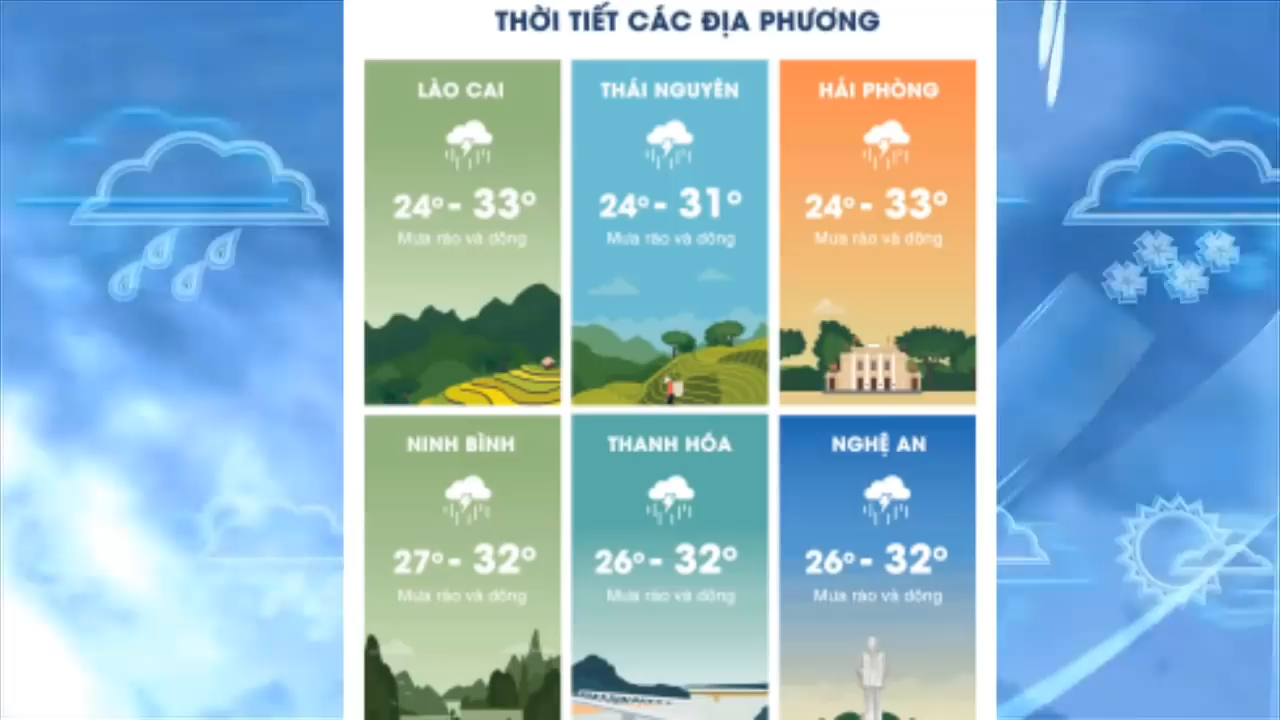 THỜI TIẾT CÁC ĐỊA PHƯƠNG
LÀO CAI
24° - 33°
Mưa rào và dông
THÁI NGUYÊN
24° - 31°
Mưa rào và dông
HẢI PHÒNG
24° - 33°
Mưa rào và dông
NINH BÌNH
27° - 32°
Mưa rào và dông
THANH HÓA
26° - 32°
Mưa rào và dông
NGHỆ AN
26° - 32°
Mưa rào và dông